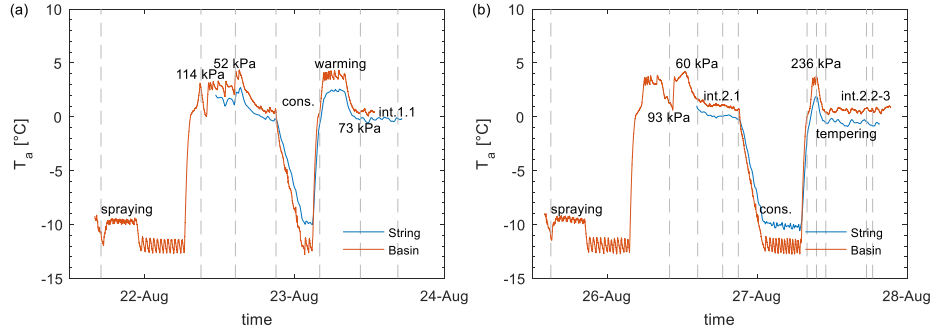 (a)
10
5
0
-5
-10
-15
T_a [°C]
114 kPa
52 kPa
warming
cons.
int.1.1
73 kPa
spraying
String
Basin
22-Aug
23-Aug
24-Aug
time
(b)
10
5
0
-5
-10
-15
T_a [°C]
60 kPa
236 kPa
int.2.1
int.2.2-3
93 kPa
tempering
spraying
cons.
String
Basin
26-Aug
27-Aug
28-Aug
time